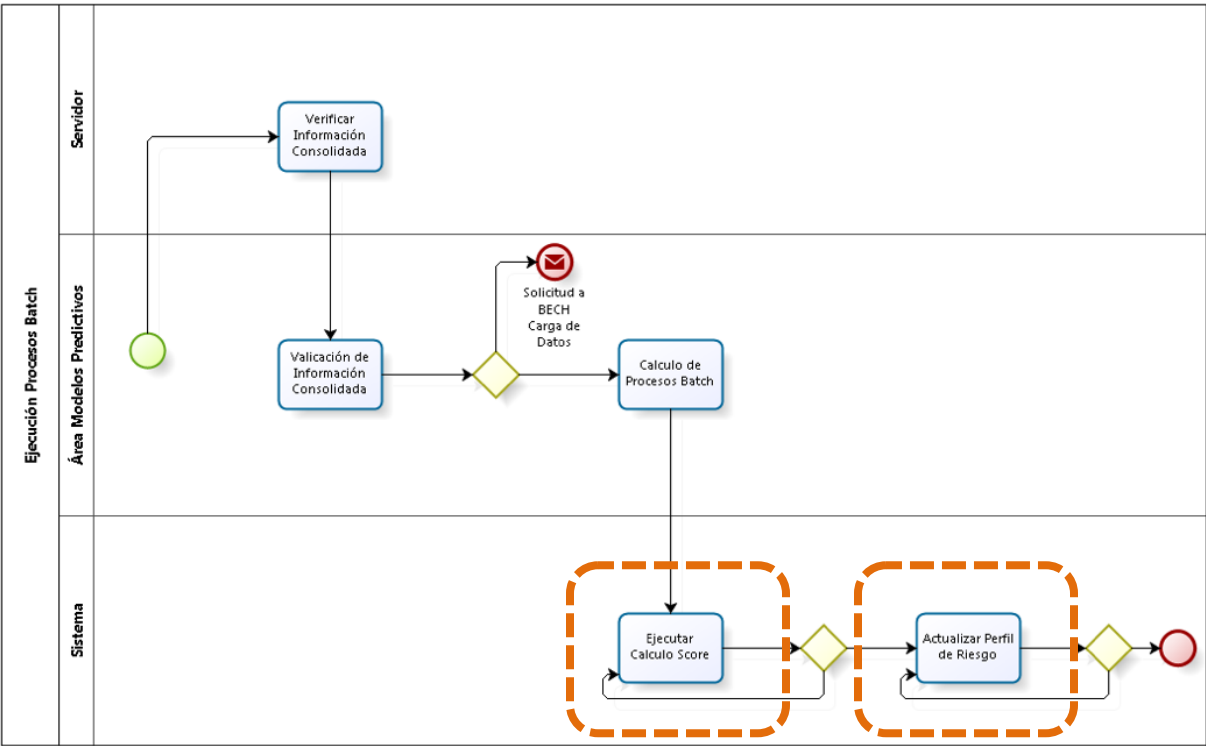 Ejecución Procesos Batch
Servidor
Verificar
Información
Consolidada
Área Modelos Predictivos
Solicitud a
BECH
Carga de
Datos
Valicación de
Información
Consolidada
Calculo de
Procesos Batch
Sistema
Ejecutar
Calculo Score
Actualizar Perfil
de Riesgo